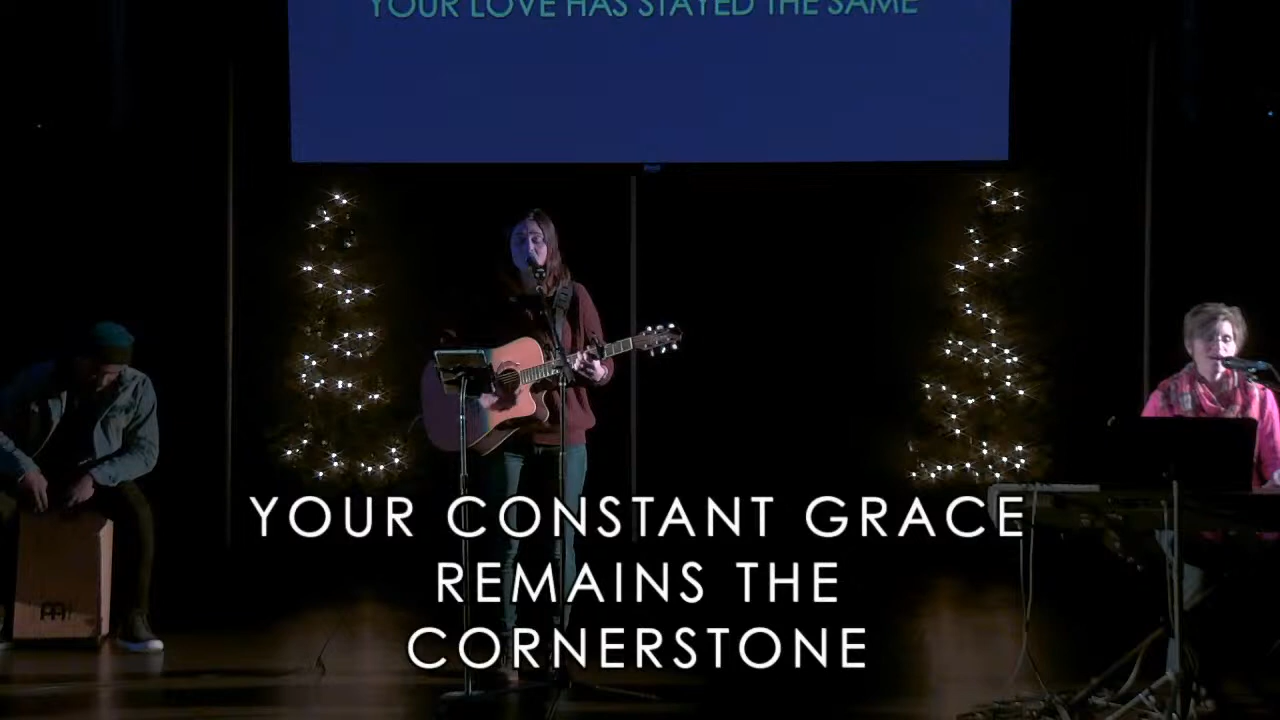 YOUR LOVE HAS STAYED THE SAME
YOUR CONSTANT GRACE
REMAINS THE
CORNERSTONE